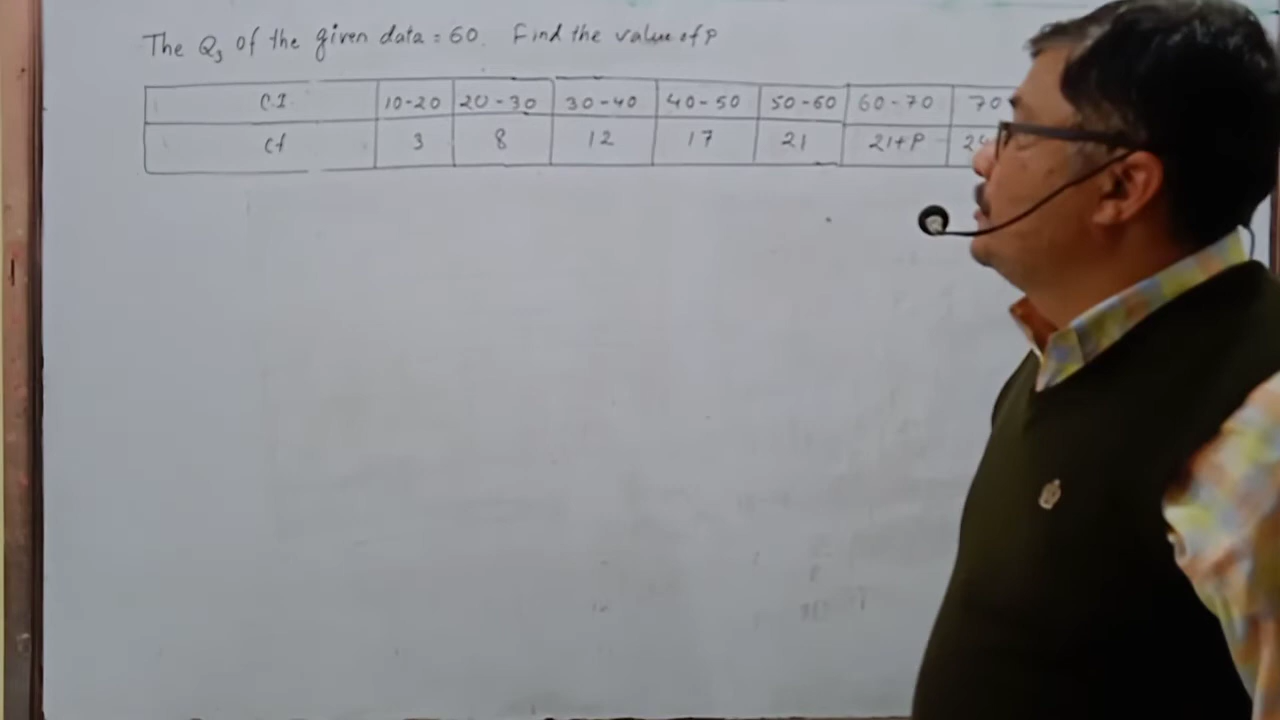 The Q3 of the given data = 60. Find the value of P
C.I. 10-20 20-30 30-40 40-50 50-60 60-70 70
cf 3 8 12 17 21 21+P